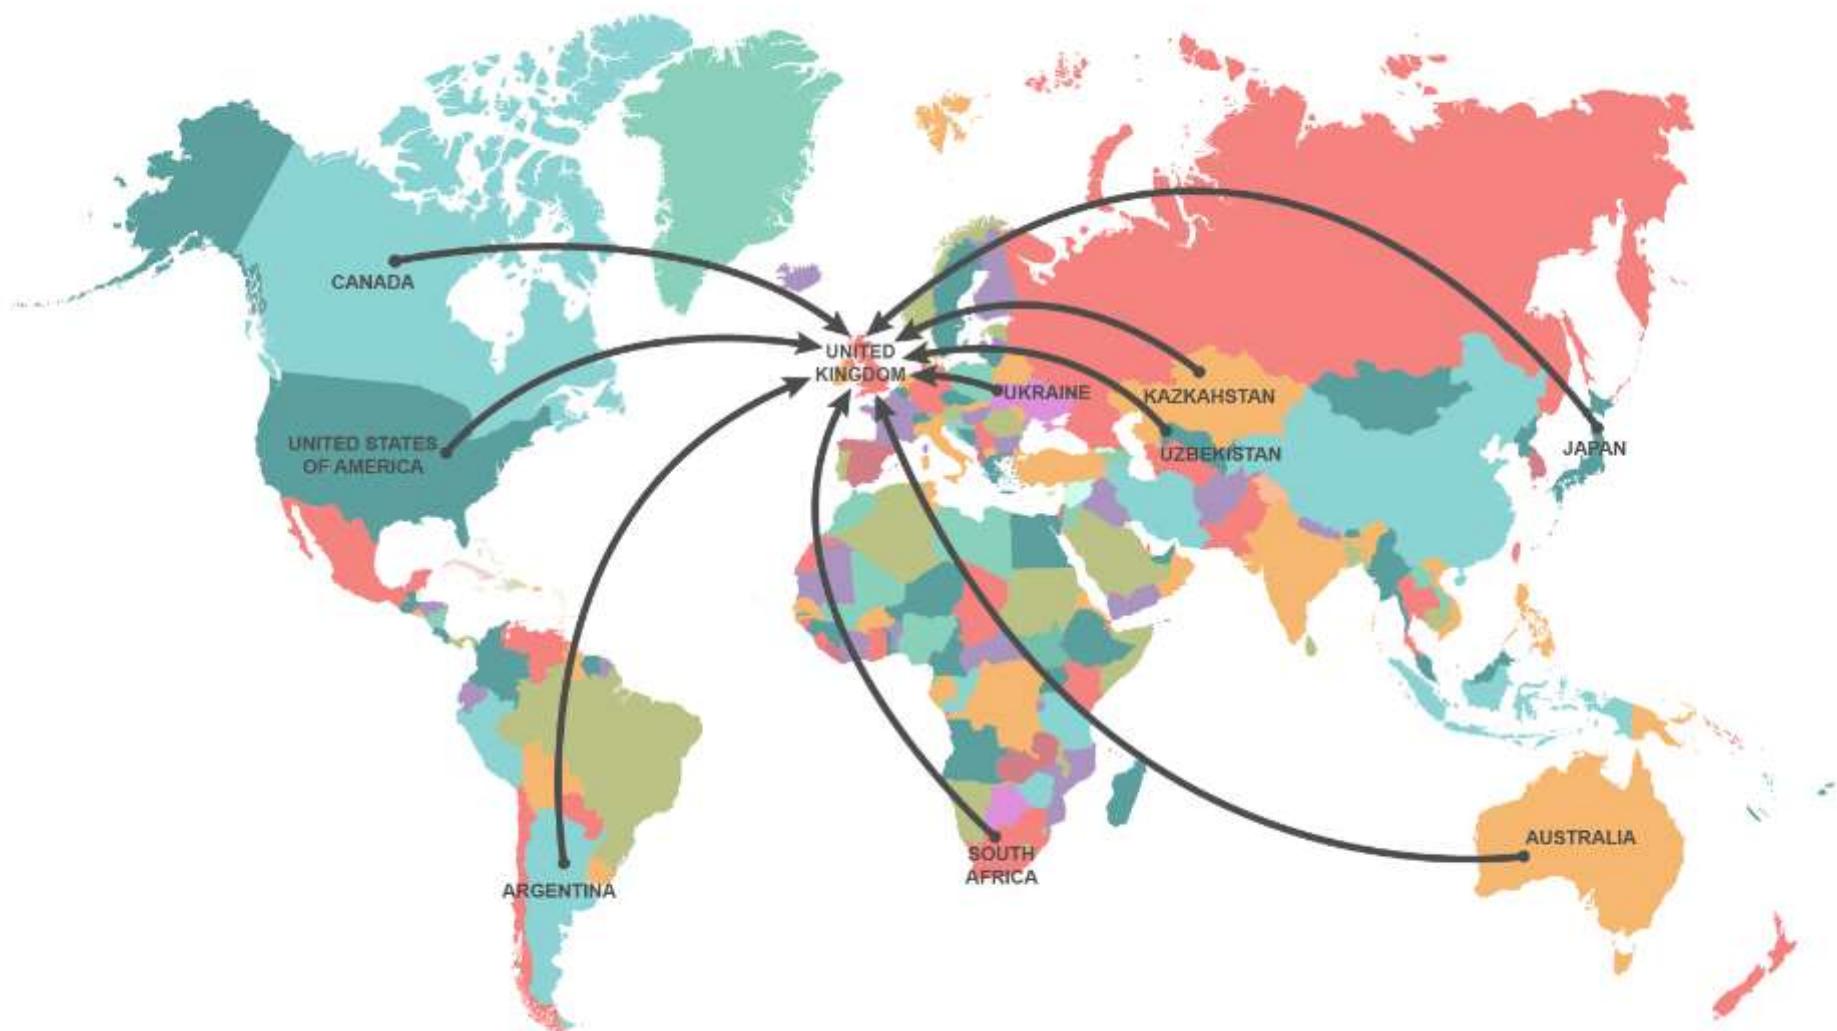 CANADA
UNITED
KINGDOM
UKRAINE
KAZKAHSTAN
UNITED STATES
OF AMERICA
UZBEKISTAN
JAPAN
AUSTRALIA
SOUTH
AFRICA
ARGENTINA